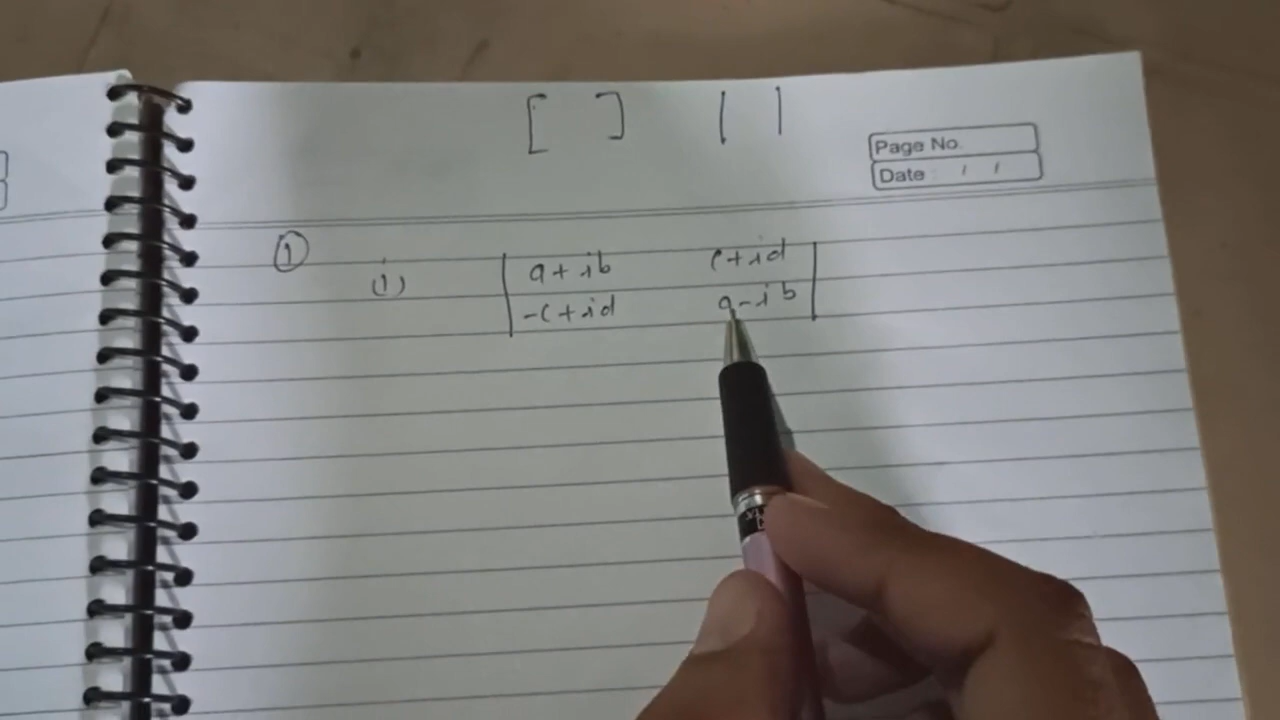 [ ] | |
Page No.
Date / /
① (i) | a+ib c+id |
| -c+id a-ib |